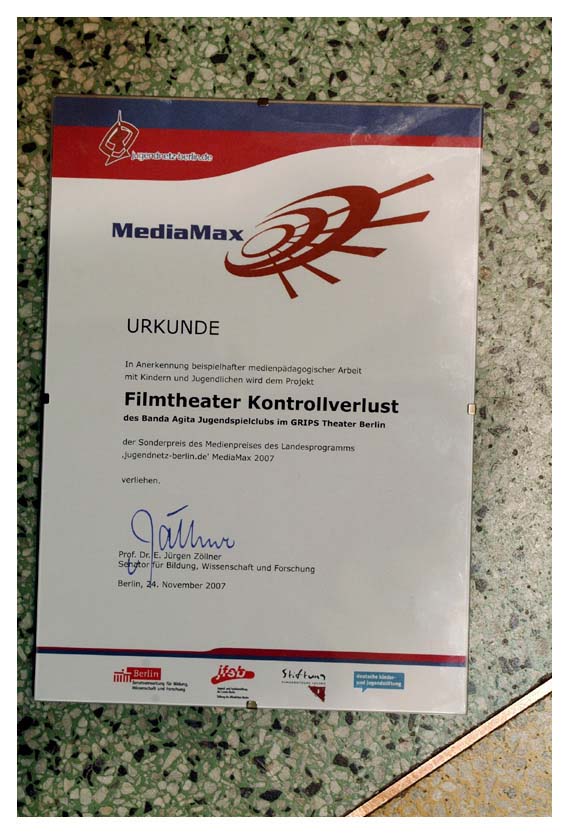 jugendnetz-berlin.de
MediaMax
URKUNDE
In Anerkennung beispielhafter medienpädagogischer Arbeit
mit Kindern und Jugendlichen wird dem Projekt
Filmtheater Kontrollverlust
des Banda Agita Jugendspielclubs im GRIPS Theater Berlin
der Sonderpreis des Medienpreises des Landesprogramms
‚jugendnetz-berlin.de' MediaMax 2007
verliehen.
Prof. Dr. E. Jürgen Zöllner
Senator für Bildung, Wissenschaft und Forschung
Berlin, 24. November 2007
Berlin
Senatsverwaltung für Bildung,
Wissenschaft und Forschung
jfsb
Stiftung
deutsche kinder-
und jugendstiftung